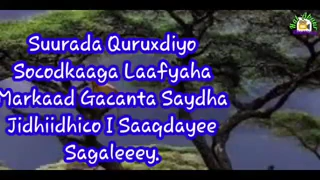 Suurada Quruxdiyo
Socodkaaga Laafyaha
Markaad Gacanta Saydha
Jidhiidhico I Saaqdayee
Sagaleeey.